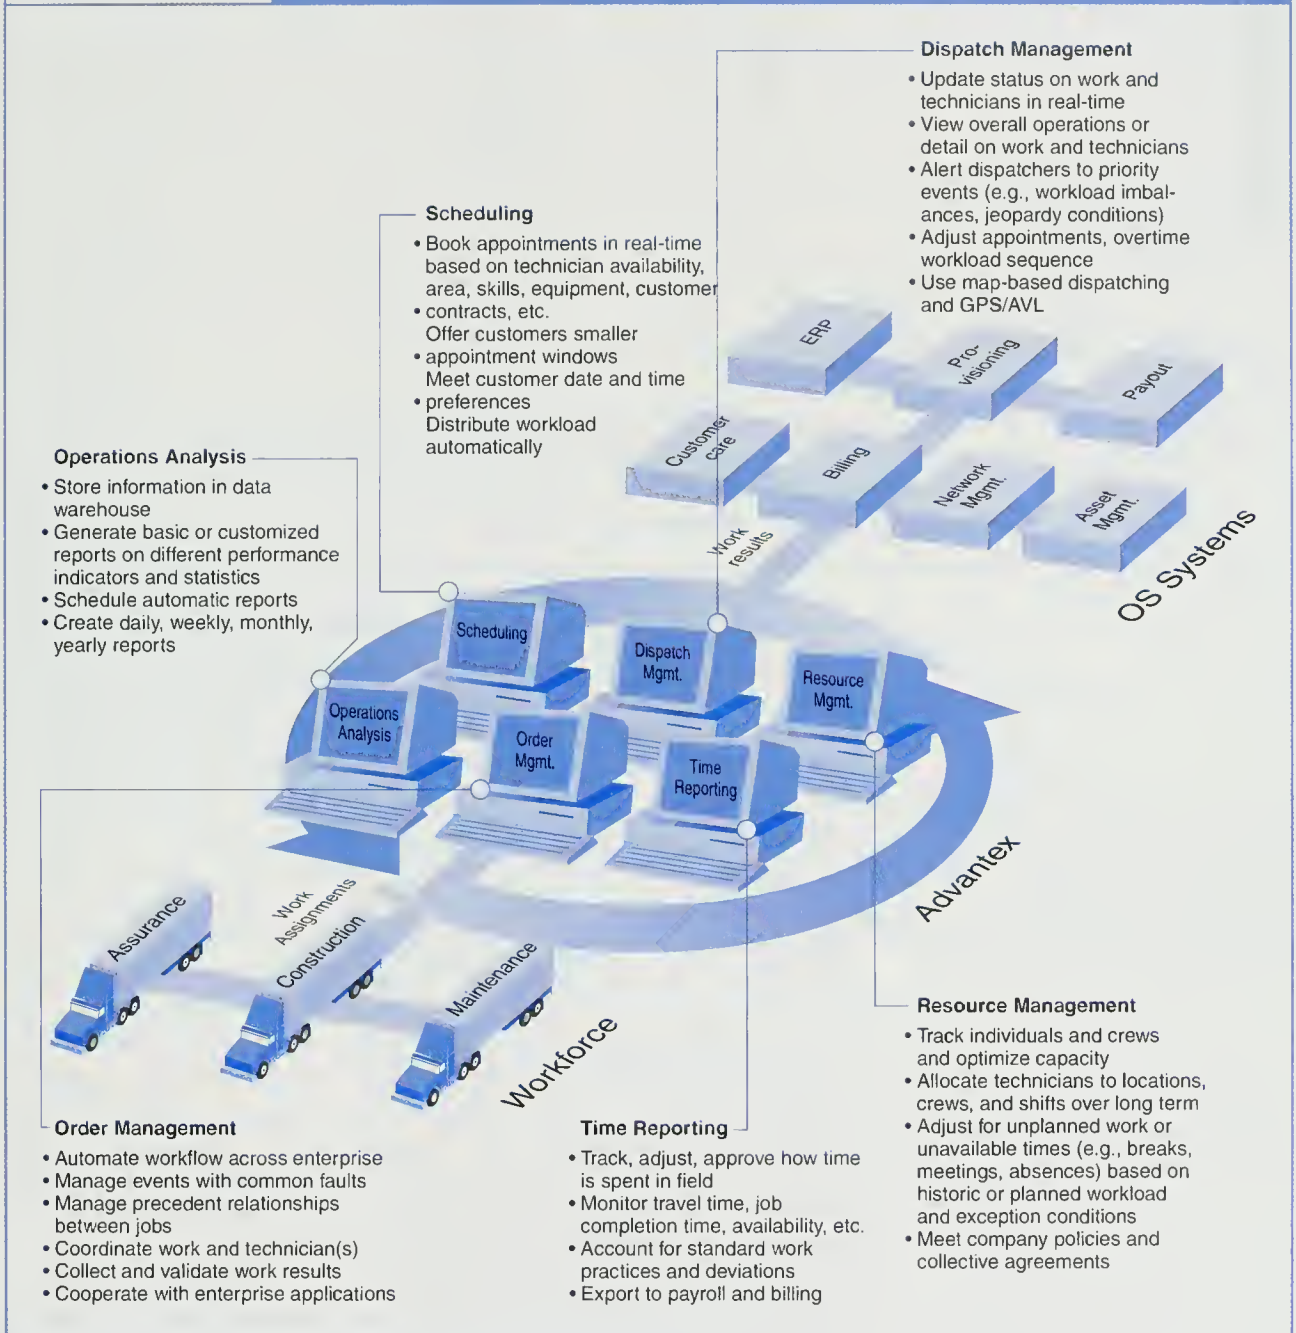 Dispatch Management
• Update status on work and
technicians in real-time
• View overall operations or
detail on work and technicians
• Alert dispatchers to priority
events (e.g., workload imbal-
ances, jeopardy conditions)
• Adjust appointments, overtime
workload sequence
• Use map-based dispatching
and GPS/AVL
Scheduling
• Book appointments in real-time
based on technician availability,
area, skills, equipment, customer
• contracts, etc.
Offer customers smaller
• appointment windows
Meet customer date and time
• preferences
Distribute workload
automatically
Operations Analysis
• Store information in data
warehouse
• Generate basic or customized
reports on different performance
indicators and statistics
• Schedule automatic reports
• Create daily, weekly, monthly,
yearly reports
ERP
Pro-
visioning
Payout
Customer
care
Billing
Network
Mgmt.
Asset
Mgmt.
OS Systems
Work
results
Scheduling
Dispatch
Mgmt.
Resource
Mgmt.
Operations
Analysis
Order
Mgmt.
Time
Reporting
Advantex
Work
Assignments
Assurance
Construction
Maintenance
Workforce
Order Management
• Automate workflow across enterprise
• Manage events with common faults
• Manage precedent relationships
between jobs
• Coordinate work and technician(s)
• Collect and validate work results
• Cooperate with enterprise applications
Time Reporting
• Track, adjust, approve how time
is spent in field
• Monitor travel time, job
completion time, availability, etc.
• Account for standard work
practices and deviations
• Export to payroll and billing
Resource Management
• Track individuals and crews
and optimize capacity
• Allocate technicians to locations,
crews, and shifts over long term
• Adjust for unplanned work or
unavailable times (e.g., breaks,
meetings, absences) based on
historic or planned workload
and exception conditions
• Meet company policies and
collective agreements